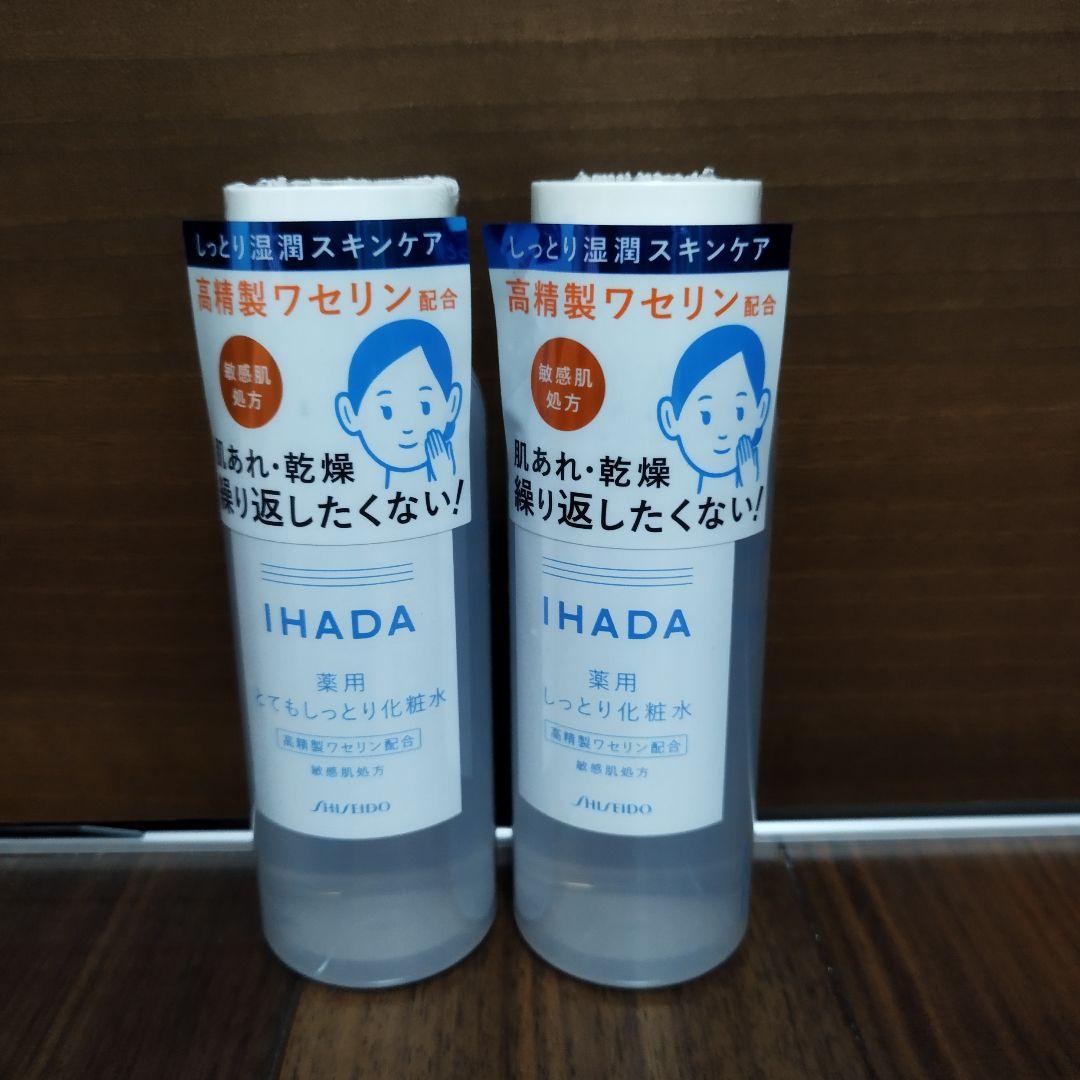 しっとり湿潤スキンケア
高精製ワセリン配合
敏感肌
処方
肌あれ・乾燥
繰り返したくない!
IHADA
薬用
とてもしっとり化粧水
高精製ワセリン配合
敏感肌処方
SHISEIDO
しっとり湿潤スキンケア
高精製ワセリン配合
敏感肌
処方
肌あれ・乾燥
繰り返したくない!
IHADA
薬用
しっとり化粧水
高精製ワセリン配合
敏感肌処方
SHISEIDO